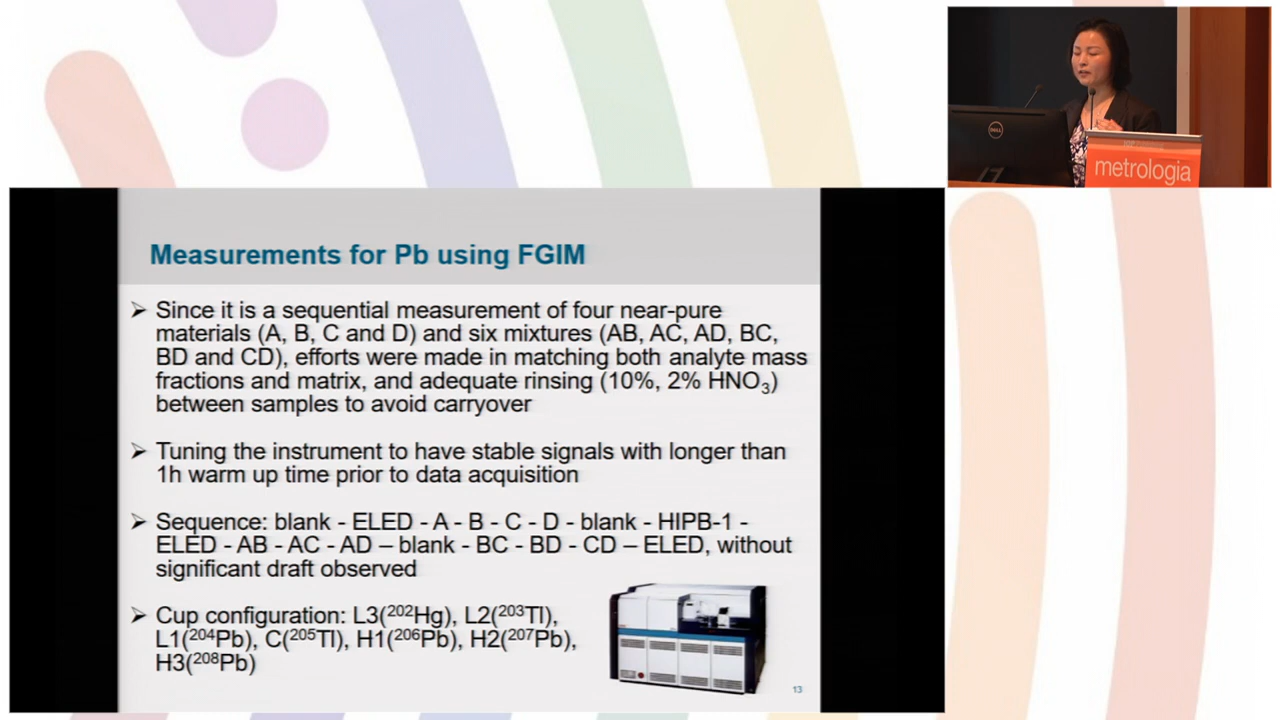 Measurements for Pb using FGIM
➢ Since it is a sequential measurement of four near-pure
materials (A, B, C and D) and six mixtures (AB, AC, AD, BC,
BD and CD), efforts were made in matching both analyte mass
fractions and matrix, and adequate rinsing (10%, 2% HNO₃)
between samples to avoid carryover
➢ Tuning the instrument to have stable signals with longer than
1h warm up time prior to data acquisition
➢ Sequence: blank - ELED - A - B - C - D - blank - HIPB-1 -
ELED - AB - AC - AD – blank - BC - BD - CD – ELED, without
significant draft observed
➢ Cup configuration: L3(²⁰²Hg), L2(²⁰³Tl),
L1(²⁰⁴Pb), C(²⁰⁵Tl), H1(²⁰⁶Pb), H2(²⁰⁷Pb),
H3(²⁰⁸Pb)
13
DELL
metrologia